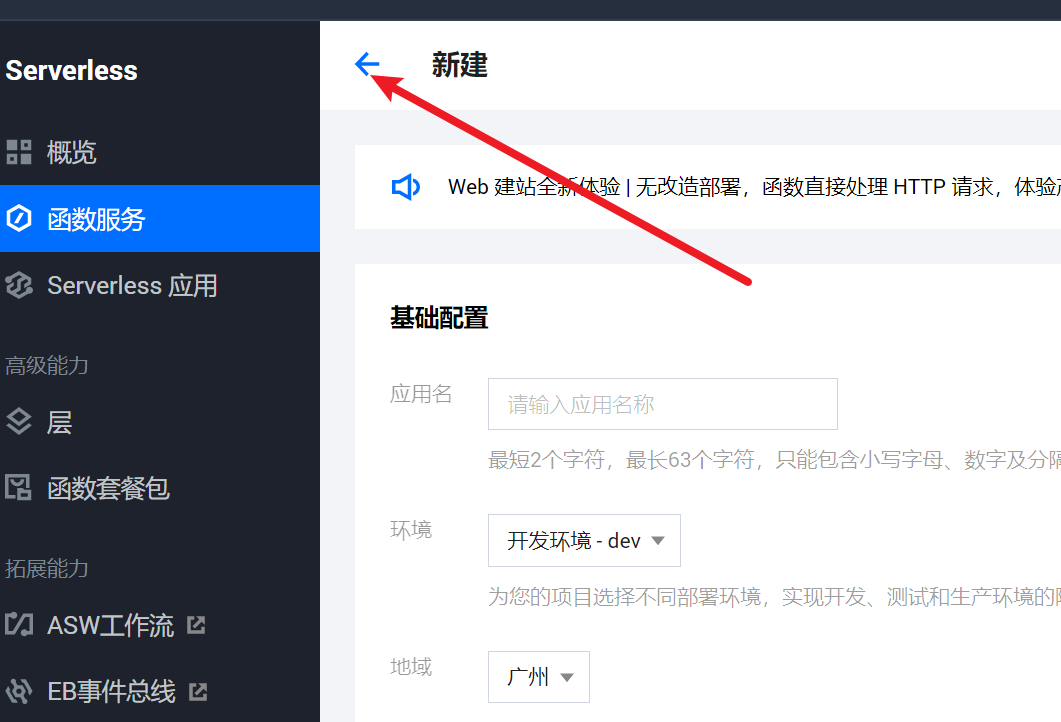 Serverless
概览
函数服务
Serverless 应用
高级能力
层
函数套餐包
拓展能力
ASW工作流
EB事件总线
新建
Web 建站全新体验 | 无改造部署，函数直接处理 HTTP 请求，体验
基础配置
应用名
请输入应用名称
最短2个字符，最长63个字符，只能包含小写字母、数字及分隔
环境
开发环境 - dev
为您的项目选择不同部署环境，实现开发、测试和生产环境的
地域
广州